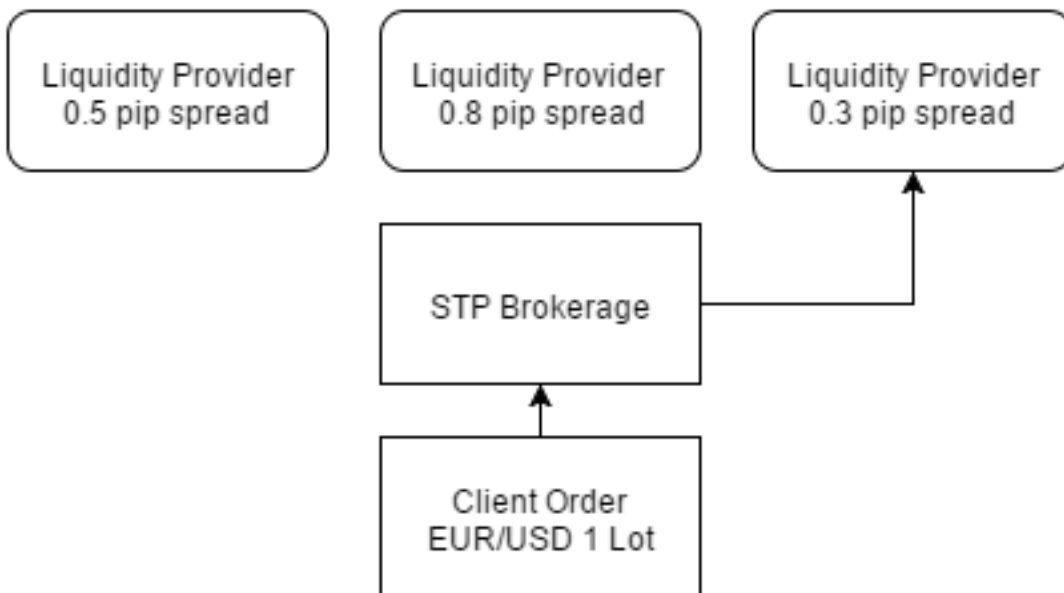 Liquidity Provider
0.5 pip spread
Liquidity Provider
0.8 pip spread
Liquidity Provider
0.3 pip spread
STP Brokerage
Client Order
EUR/USD 1 Lot